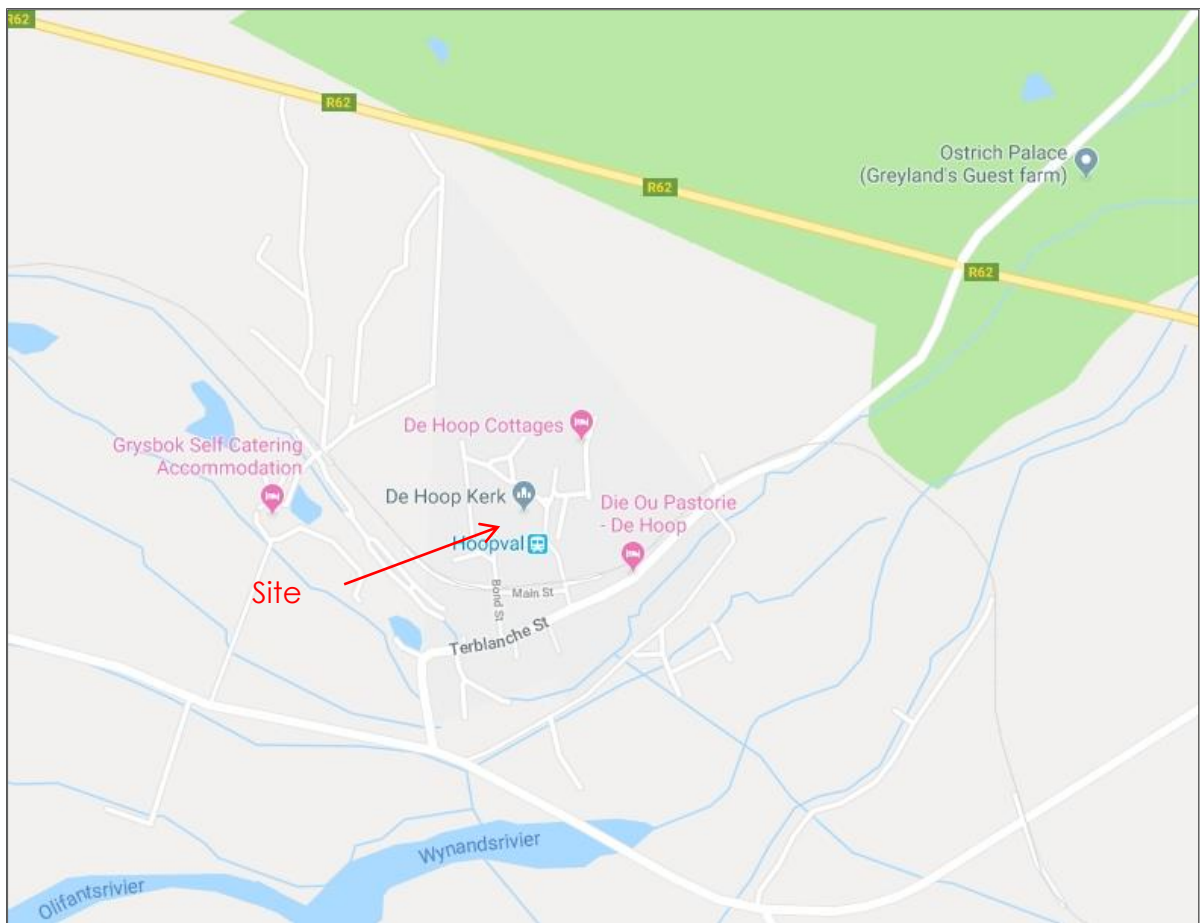 R62
R62
R62
Ostrich Palace
(Greyland's Guest farm)
R62
De Hoop Cottages
Grysbok Self Catering
Accommodation
De Hoop Kerk
Die Ou Pastorie
- De Hoop
Hoopval
Site
Bond St
Main St
Terblanche St
Wynandsrivier
Olifantsrivier